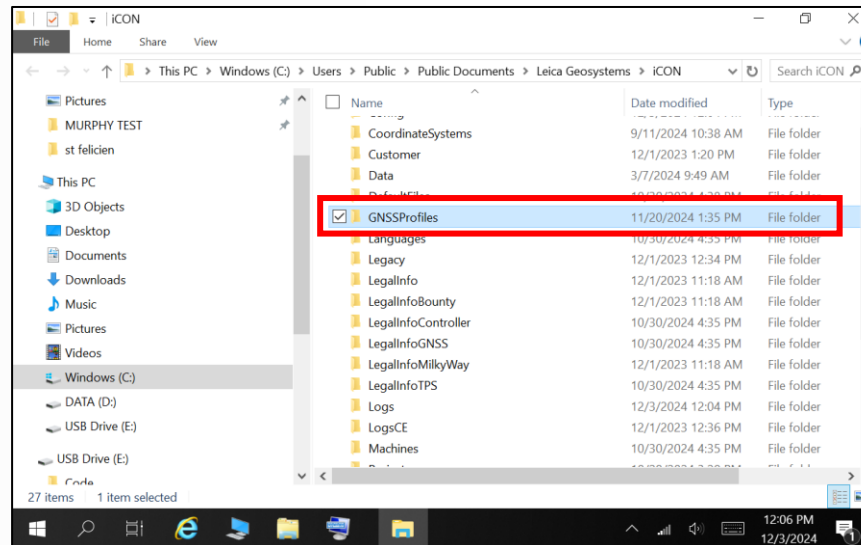 iCON
File Home Share View
This PC > Windows (C:) > Users > Public > Public Documents > Leica Geosystems > iCON
Search iCON
Pictures
MURPHY TEST
st felicien
This PC
3D Objects
Desktop
Documents
Downloads
Music
Pictures
Videos
Windows (C:)
DATA (D:)
USB Drive (E:)
USB Drive (E:)
Code
Name Date modified Type
CoordinateSystems 9/11/2024 10:38 AM File folder
Customer 12/1/2023 1:20 PM File folder
Data 3/7/2024 9:49 AM File folder
GNSSProfiles 11/20/2024 1:35 PM File folder
Languages 10/30/2024 4:35 PM File folder
Legacy 12/1/2023 12:34 PM File folder
LegalInfo 12/1/2023 11:18 AM File folder
LegalInfoBounty 12/1/2023 11:18 AM File folder
LegalInfoController 10/30/2024 4:35 PM File folder
LegalInfoGNSS 10/30/2024 4:35 PM File folder
LegalInfoMilkyWay 12/1/2023 11:18 AM File folder
LegalInfoTPS 10/30/2024 4:35 PM File folder
Logs 12/3/2024 12:04 PM File folder
LogsCE 12/1/2023 12:36 PM File folder
Machines 10/30/2024 4:35 PM File folder
27 items 1 item selected
12:06 PM
12/3/2024
1